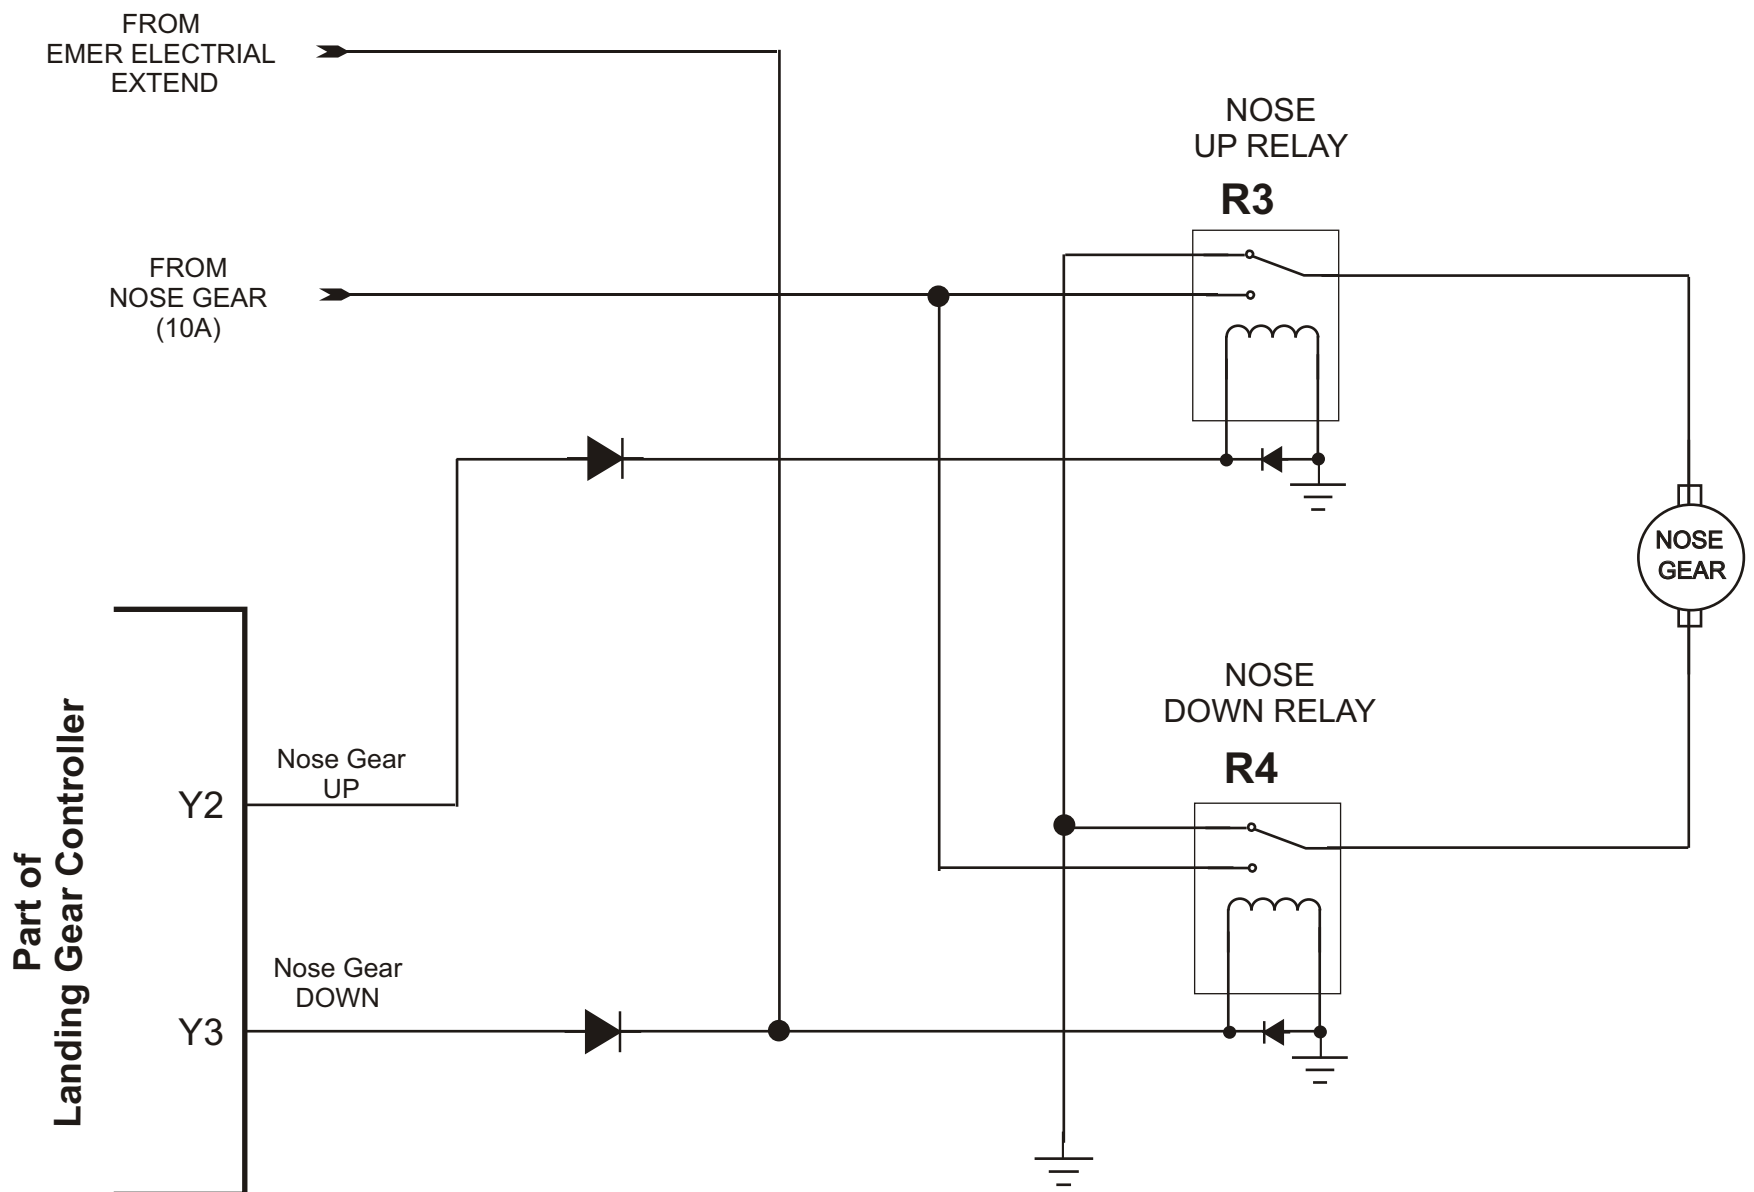 FROM
EMER ELECTRIAL
EXTEND
NOSE
UP RELAY
R3
FROM
NOSE GEAR
(10A)
NOSE
GEAR
NOSE
DOWN RELAY
R4
Nose Gear
UP
Y2
Part of
Landing Gear Controller
Nose Gear
DOWN
Y3